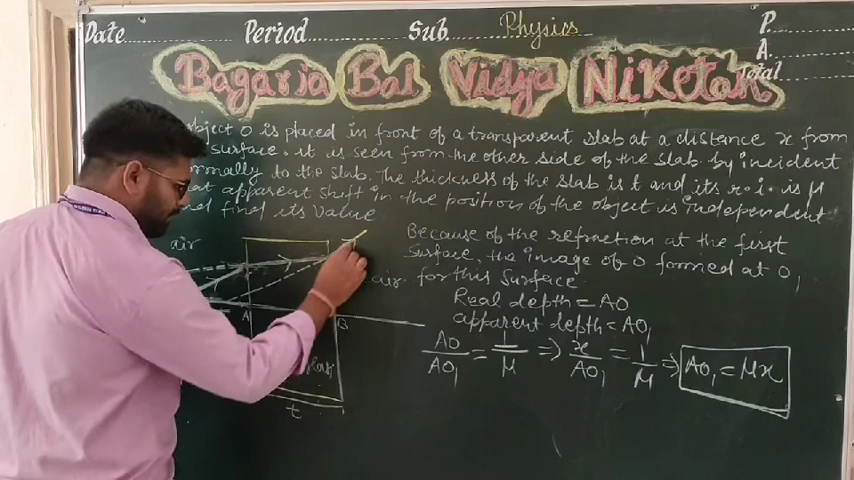 Date........ Period........ Sub. Physics P
A
Total
Bagaria Bal Vidya Niketan
object O is placed in front of a transparent slab at a distance x from
surface. it is seen from the other side of the slab by incident
normally to the slab. The thickness of the slab is t and its r.i. is μ
at apparent shift in the position of the object is independent
and find its value
air
Because of the refraction at the first
Surface, the image of O formed at O₁
air. for this surface
Real depth = AO
apparent depth = AO₁
A
B
AO/AO₁ = 1/μ ⇒ x/AO₁ = 1/μ ⇒ AO₁ = μx
t